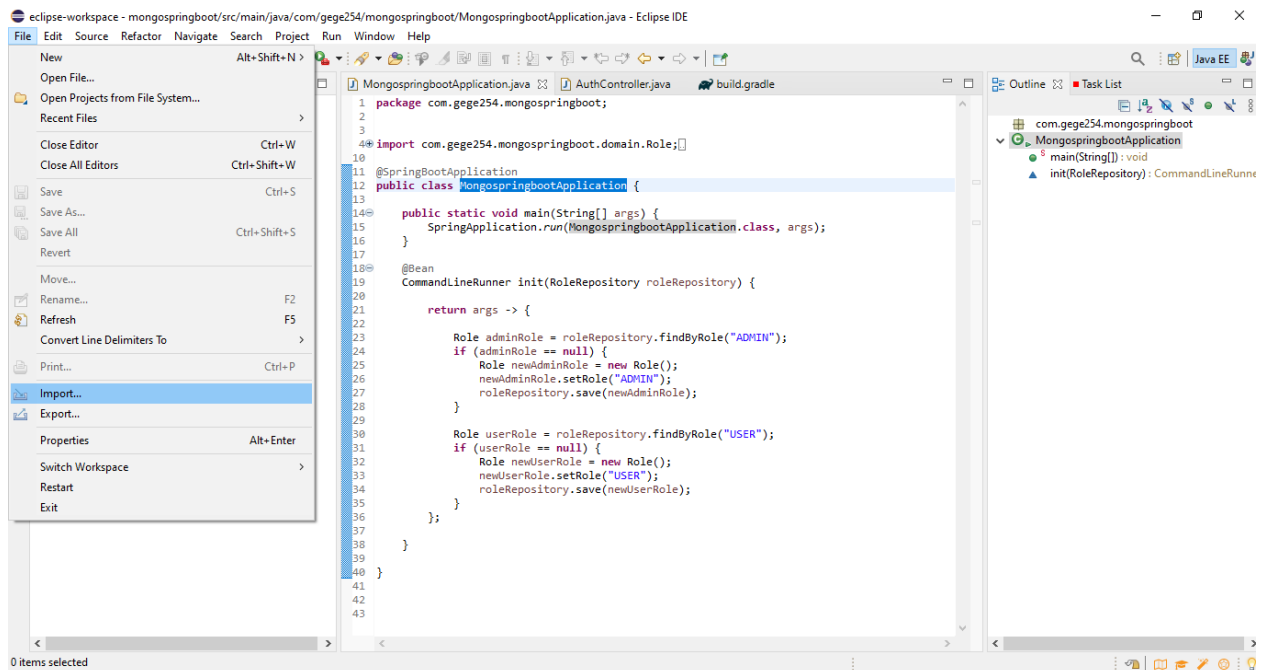 eclipse-workspace - mongospringboot/src/main/java/com/gege254/mongospringboot/MongospringbootApplication.java - Eclipse IDE
File Edit Source Refactor Navigate Search Project Run Window Help
New Alt+Shift+N >
Open File...
Open Projects from File System...
Recent Files >
Close Editor Ctrl+W
Close All Editors Ctrl+Shift+W
Save Ctrl+S
Save As...
Save All Ctrl+Shift+S
Revert
Move...
Rename... F2
Refresh F5
Convert Line Delimiters To >
Print... Ctrl+P
Import...
Export...
Properties Alt+Enter
Switch Workspace >
Restart
Exit
Java EE
MongospringbootApplication.java AuthController.java build.gradle
1 package com.gege254.mongospringboot;
2
3
4 import com.gege254.mongospringboot.domain.Role;
10
11 @SpringBootApplication
12 public class MongospringbootApplication {
13
14 public static void main(String[] args) {
15 SpringApplication.run(MongospringbootApplication.class, args);
16 }
17
18 @Bean
19 CommandLineRunner init(RoleRepository roleRepository) {
20
21 return args -> {
22
23 Role adminRole = roleRepository.findByRole("ADMIN");
24 if (adminRole == null) {
25 Role newAdminRole = new Role();
26 newAdminRole.setRole("ADMIN");
27 roleRepository.save(newAdminRole);
28 }
29
30 Role userRole = roleRepository.findByRole("USER");
31 if (userRole == null) {
32 Role newUserRole = new Role();
33 newUserRole.setRole("USER");
34 roleRepository.save(newUserRole);
35 }
36 };
37
38 }
39
40 }
41
42
43
Outline Task List
com.gege254.mongospringboot
MongospringbootApplication
main(String[]) : void
init(RoleRepository) : CommandLineRunne
0 items selected